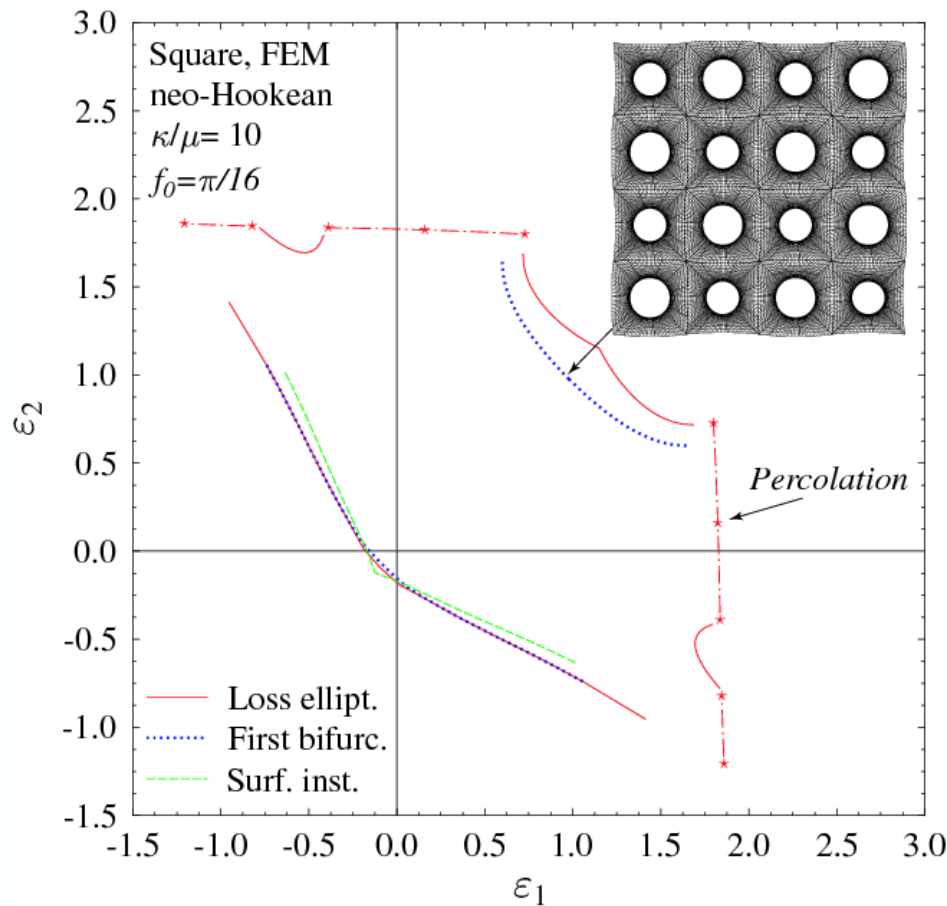 3.0
Square, FEM
neo-Hookean
κ/μ= 10
f0=π/16
2.5
2.0
1.5
1.0
0.5
0.0
-0.5
-1.0
-1.5
ε2
Percolation
Loss ellipt.
First bifurc.
Surf. inst.
-1.5 -1.0 -0.5 0.0 0.5 1.0 1.5 2.0 2.5 3.0
ε1